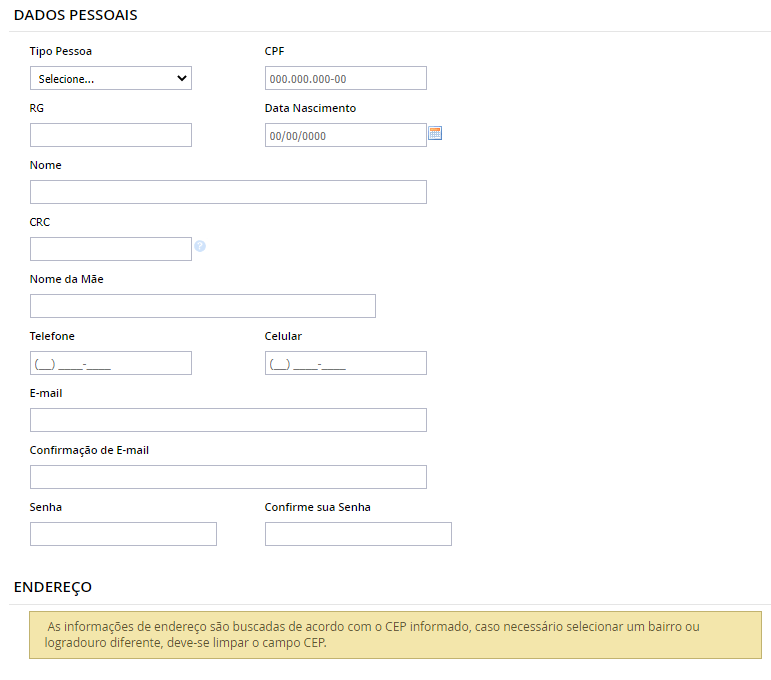 DADOS PESSOAIS
Tipo Pessoa CPF
Selecione... 000.000.000-00
RG Data Nascimento
00/00/0000
Nome
CRC
?
Nome da Mãe
Telefone Celular
(__) ____-____ (__) ____-____
E-mail
Confirmação de E-mail
Senha Confirme sua Senha
ENDEREÇO
As informações de endereço são buscadas de acordo com o CEP informado, caso necessário selecionar um bairro ou
logradouro diferente, deve-se limpar o campo CEP.